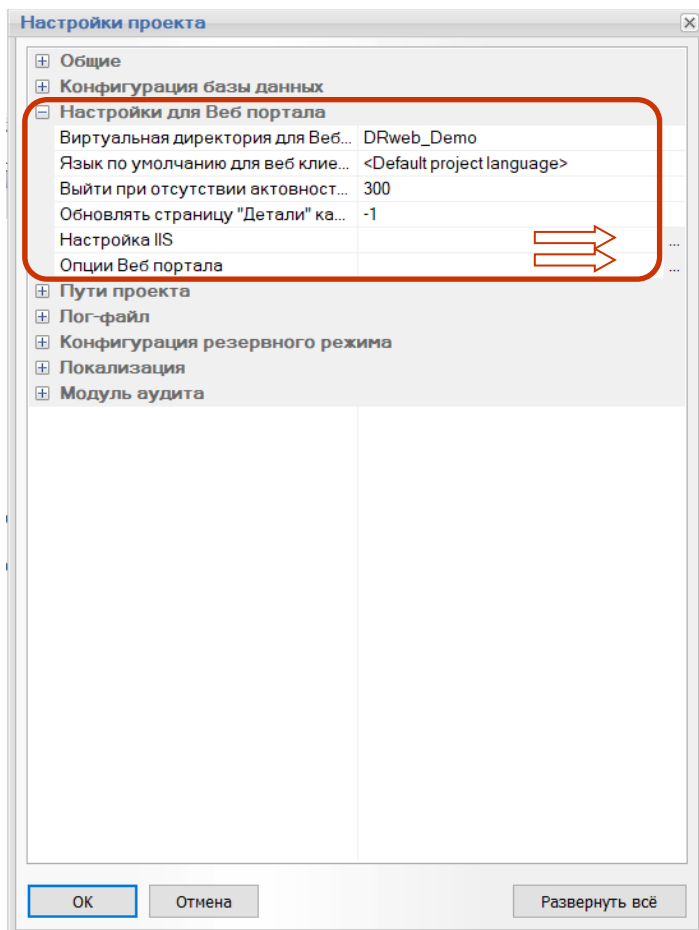 Настройки проекта
Общие
Конфигурация базы данных
Настройки для Веб портала
Виртуальная директория для Веб... DRweb_Demo
Язык по умолчанию для веб клие... <Default project language>
Выйти при отсутствии актовност... 300
Обновлять страницу "Детали" ка... -1
Настройка IIS ...
Опции Веб портала ...
Пути проекта
Лог-файл
Конфигурация резервного режима
Локализация
Модуль аудита
OK Отмена Развернуть всё